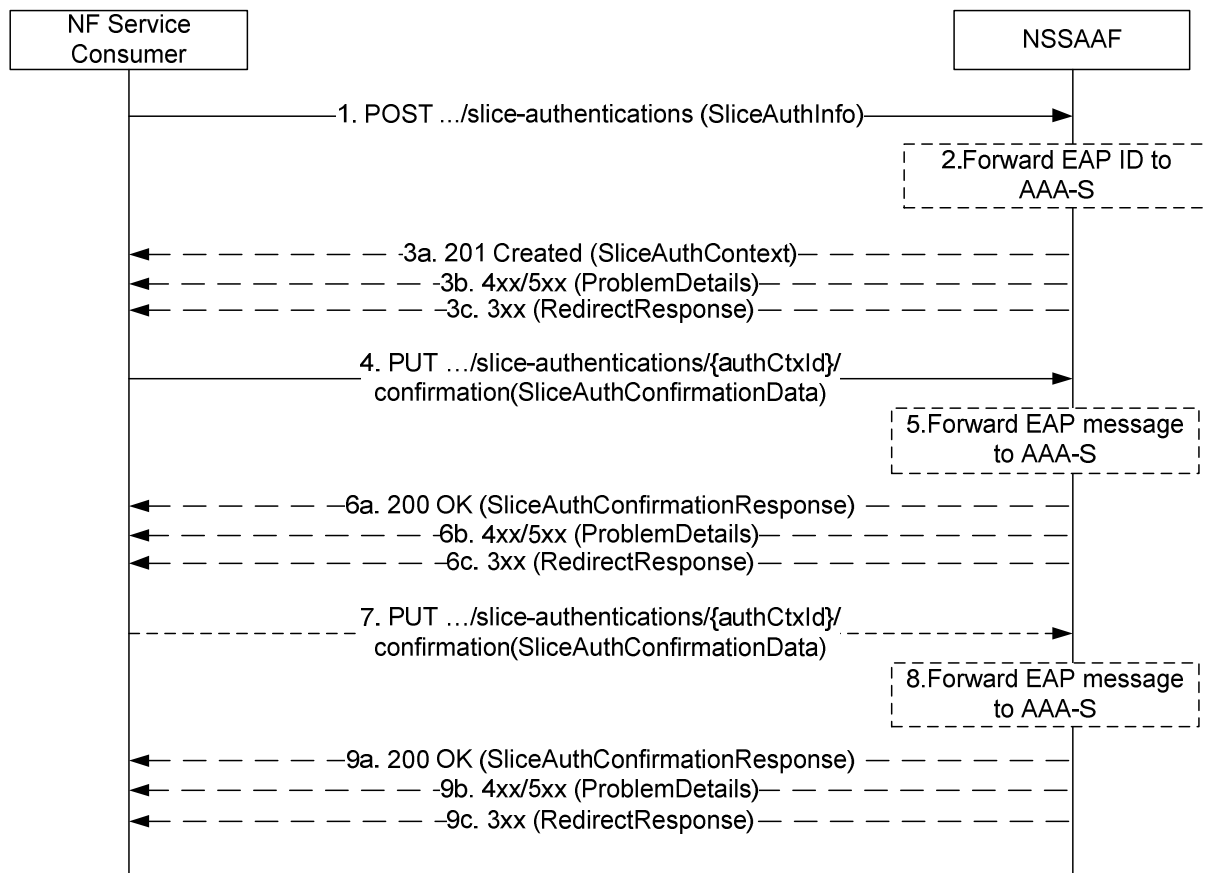 NF Service
Consumer
NSSAAF
1. POST …/slice-authentications (SliceAuthInfo)
2.Forward EAP ID to
AAA-S
3a. 201 Created (SliceAuthContext)
3b. 4xx/5xx (ProblemDetails)
3c. 3xx (RedirectResponse)
4. PUT …/slice-authentications/{authCtxId}/
confirmation(SliceAuthConfirmationData)
5.Forward EAP message
to AAA-S
6a. 200 OK (SliceAuthConfirmationResponse)
6b. 4xx/5xx (ProblemDetails)
6c. 3xx (RedirectResponse)
7. PUT …/slice-authentications/{authCtxId}/
confirmation(SliceAuthConfirmationData)
8.Forward EAP message
to AAA-S
9a. 200 OK (SliceAuthConfirmationResponse)
9b. 4xx/5xx (ProblemDetails)
9c. 3xx (RedirectResponse)